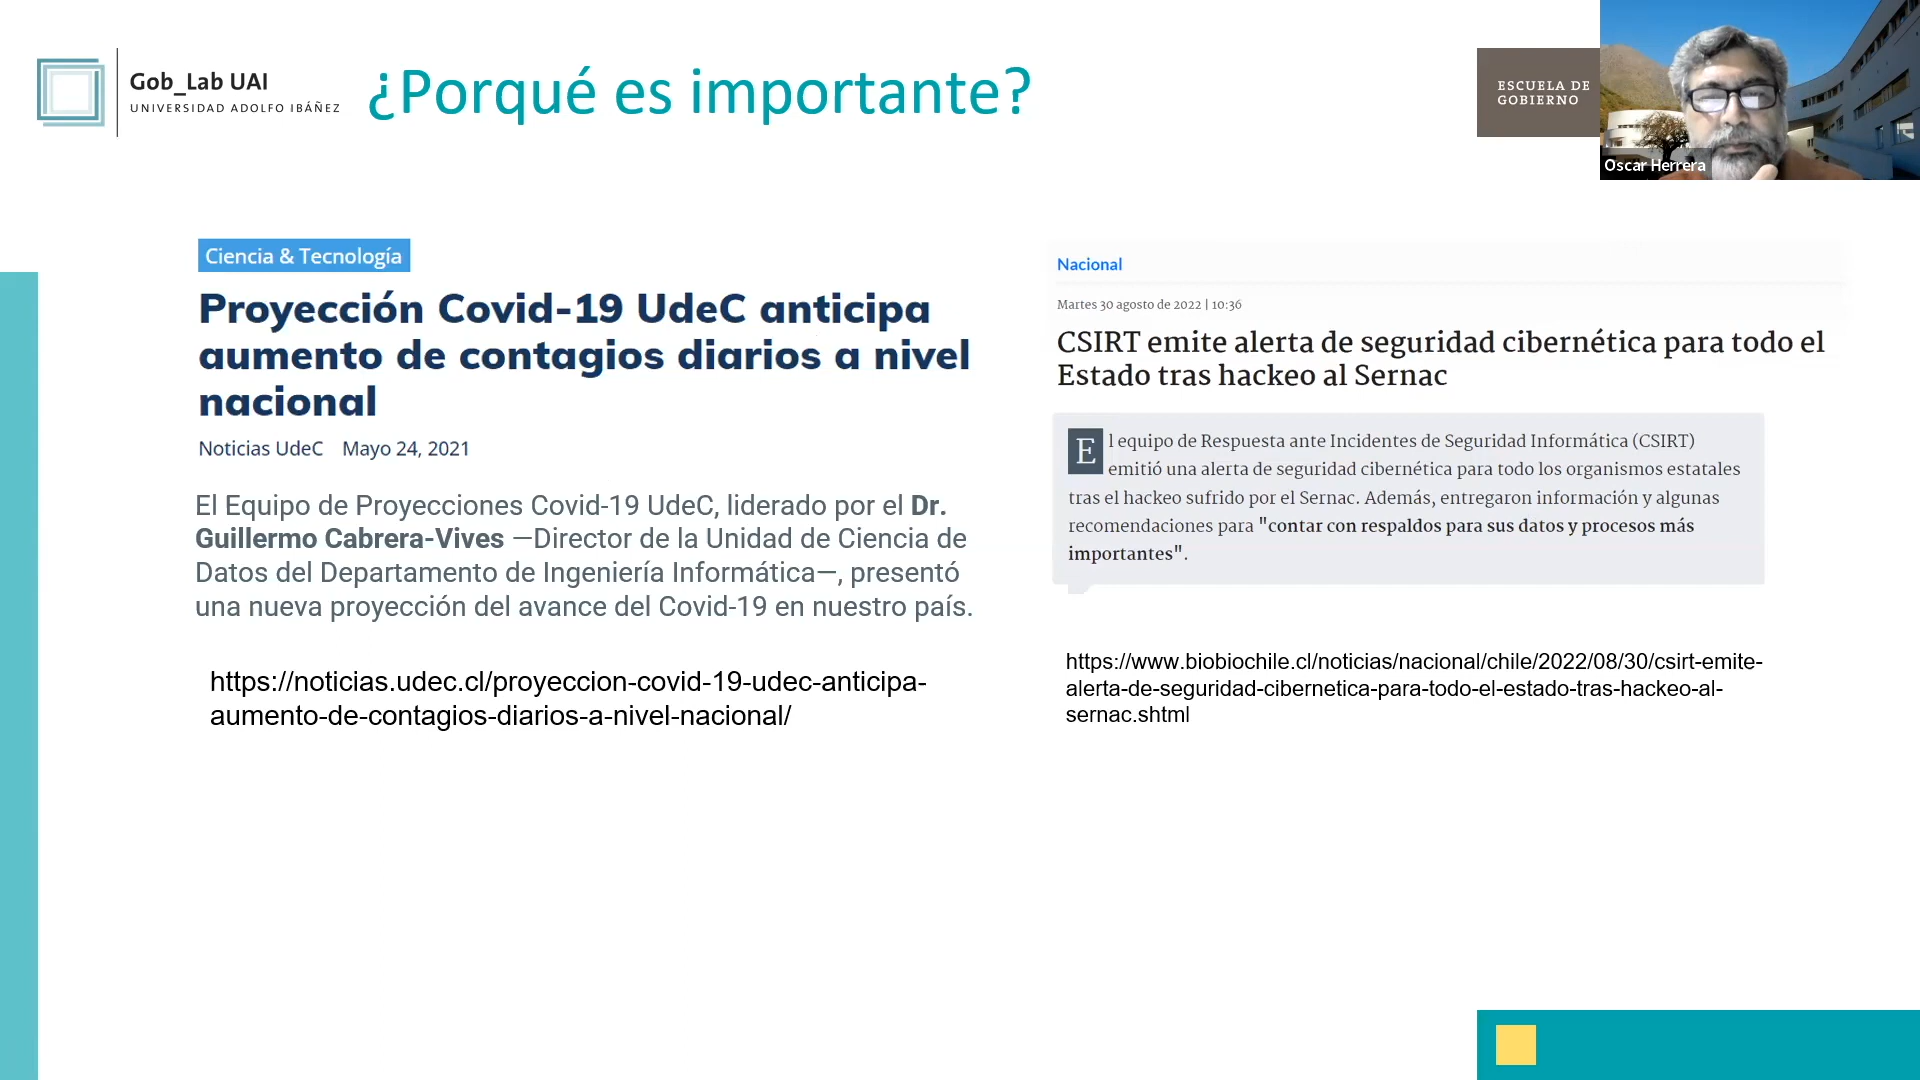 Gob_Lab UAI
UNIVERSIDAD ADOLFO IBÁÑEZ
¿Porqué es importante?
ESCUELA DE
GOBIERNO
Oscar Herrera
Ciencia & Tecnología
Proyección Covid-19 UdeC anticipa
aumento de contagios diarios a nivel
nacional
Noticias UdeC Mayo 24, 2021
El Equipo de Proyecciones Covid-19 UdeC, liderado por el Dr.
Guillermo Cabrera-Vives —Director de la Unidad de Ciencia de
Datos del Departamento de Ingeniería Informática—, presentó
una nueva proyección del avance del Covid-19 en nuestro país.
https://noticias.udec.cl/proyeccion-covid-19-udec-anticipa-
aumento-de-contagios-diarios-a-nivel-nacional/
Nacional
Martes 30 agosto de 2022 | 10:36
CSIRT emite alerta de seguridad cibernética para todo el
Estado tras hackeo al Sernac
El equipo de Respuesta ante Incidentes de Seguridad Informática (CSIRT)
emitió una alerta de seguridad cibernética para todo los organismos estatales
tras el hackeo sufrido por el Sernac. Además, entregaron información y algunas
recomendaciones para "contar con respaldos para sus datos y procesos más
importantes".
https://www.biobiochile.cl/noticias/nacional/chile/2022/08/30/csirt-emite-
alerta-de-seguridad-cibernetica-para-todo-el-estado-tras-hackeo-al-
sernac.shtml